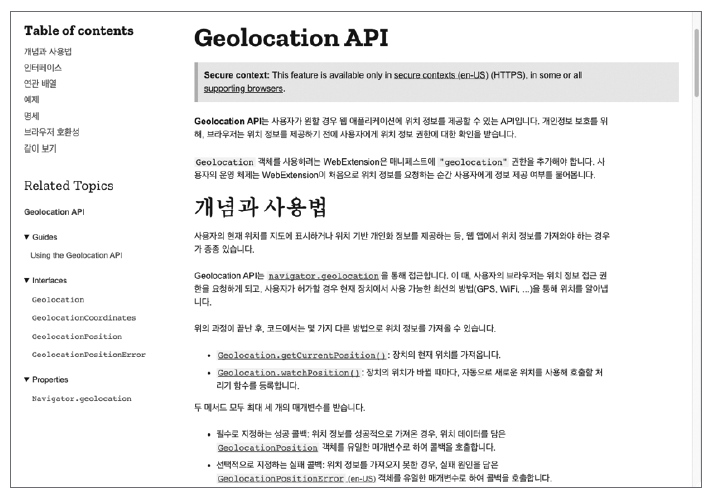 Table of contents
개념과 사용법
인터페이스
연관 배열
예제
명세
브라우저 호환성
같이 보기
Related Topics
Geolocation API
▼ Guides
Using the Geolocation API
▼ Interfaces
Geolocation
GeolocationCoordinates
GeolocationPosition
GeolocationPositionError
▼ Properties
Navigator.geolocation
Geolocation API
Secure context: This feature is available only in secure contexts (en-US) (HTTPS), in some or all
supporting browsers.
Geolocation API는 사용자가 원할 경우 웹 애플리케이션에 위치 정보를 제공할 수 있는 API입니다. 개인정보 보호를 위
해, 브라우저는 위치 정보를 제공하기 전에 사용자에게 위치 정보 권한에 대한 확인을 받습니다.
Geolocation 객체를 사용하려는 WebExtension은 매니페스트에 "geolocation" 권한을 추가해야 합니다. 사
용자의 운영 체제는 WebExtension이 처음으로 위치 정보를 요청하는 순간 사용자에게 정보 제공 여부를 물어봅니다.
개념과 사용법
사용자의 현재 위치를 지도에 표시하거나 위치 기반 개인화 정보를 제공하는 등, 웹 앱에서 위치 정보를 가져와야 하는 경우
가 종종 있습니다.
Geolocation API는 navigator.geolocation 을 통해 접근합니다. 이 때, 사용자의 브라우저는 위치 정보 접근 권
한을 요청하게 되고, 사용자가 허가할 경우 현재 장치에서 사용 가능한 최선의 방법(GPS, WiFi, ...)을 통해 위치를 알아냅
니다.
위의 과정이 끝난 후, 코드에서는 몇 가지 다른 방법으로 위치 정보를 가져올 수 있습니다.
• Geolocation.getCurrentPosition() : 장치의 현재 위치를 가져옵니다.
• Geolocation.watchPosition() : 장치의 위치가 바뀔 때마다, 자동으로 새로운 위치를 사용해 호출할 처
리기 함수를 등록합니다.
두 메서드 모두 최대 세 개의 매개변수를 받습니다.
• 필수로 지정하는 성공 콜백: 위치 정보를 성공적으로 가져온 경우, 위치 데이터를 담은
GeolocationPosition 객체를 유일한 매개변수로 하여 콜백을 호출합니다.
• 선택적으로 지정하는 실패 콜백: 위치 정보를 가져오지 못한 경우, 실패 원인을 담은
GeolocationPositionError (en-US) 객체를 유일한 매개변수로 하여 콜백을 호출합니다.